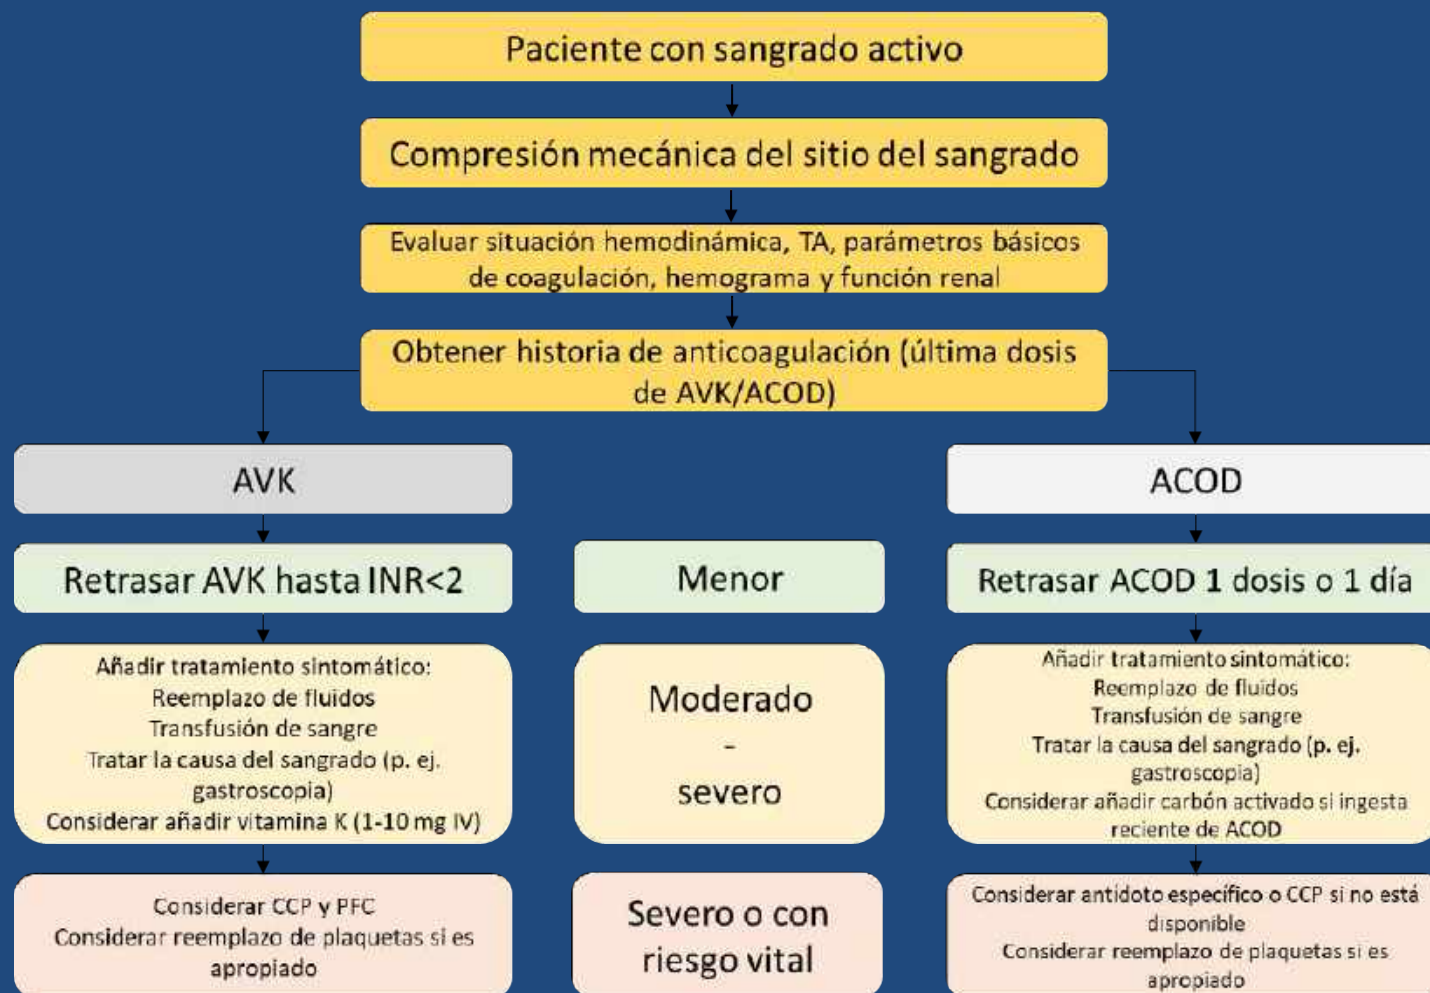 Paciente con sangrado activo
Compresión mecánica del sitio del sangrado
Evaluar situación hemodinámica, TA, parámetros básicos
de coagulación, hemograma y función renal
Obtener historia de anticoagulación (última dosis
de AVK/ACOD)
AVK
ACOD
Retrasar AVK hasta INR<2
Menor
Retrasar ACOD 1 dosis o 1 día
Añadir tratamiento sintomático:
Reemplazo de fluidos
Transfusión de sangre
Tratar la causa del sangrado (p. ej.
gastroscopia)
Considerar añadir vitamina K (1-10 mg IV)
Moderado
-
severo
Añadir tratamiento sintomático:
Reemplazo de fluidos
Transfusión de sangre
Tratar la causa del sangrado (p. ej.
gastroscopia)
Considerar añadir carbón activado si ingesta
reciente de ACOD
Considerar CCP y PFC
Considerar reemplazo de plaquetas si es
apropiado
Severo o con
riesgo vital
Considerar antídoto específico o CCP si no está
disponible
Considerar reemplazo de plaquetas si es
apropiado